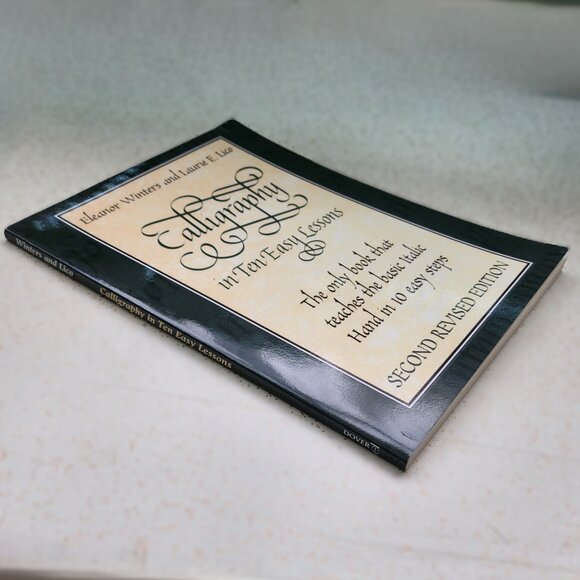 Eleanor Winters and Laurie E. Lico
Calligraphy
in Ten Easy Lessons
The only book that
teaches the basic Italic
Hand in 10 easy steps
SECOND REVISED EDITION
Winters and Lico
Calligraphy in Ten Easy Lessons
DOVER